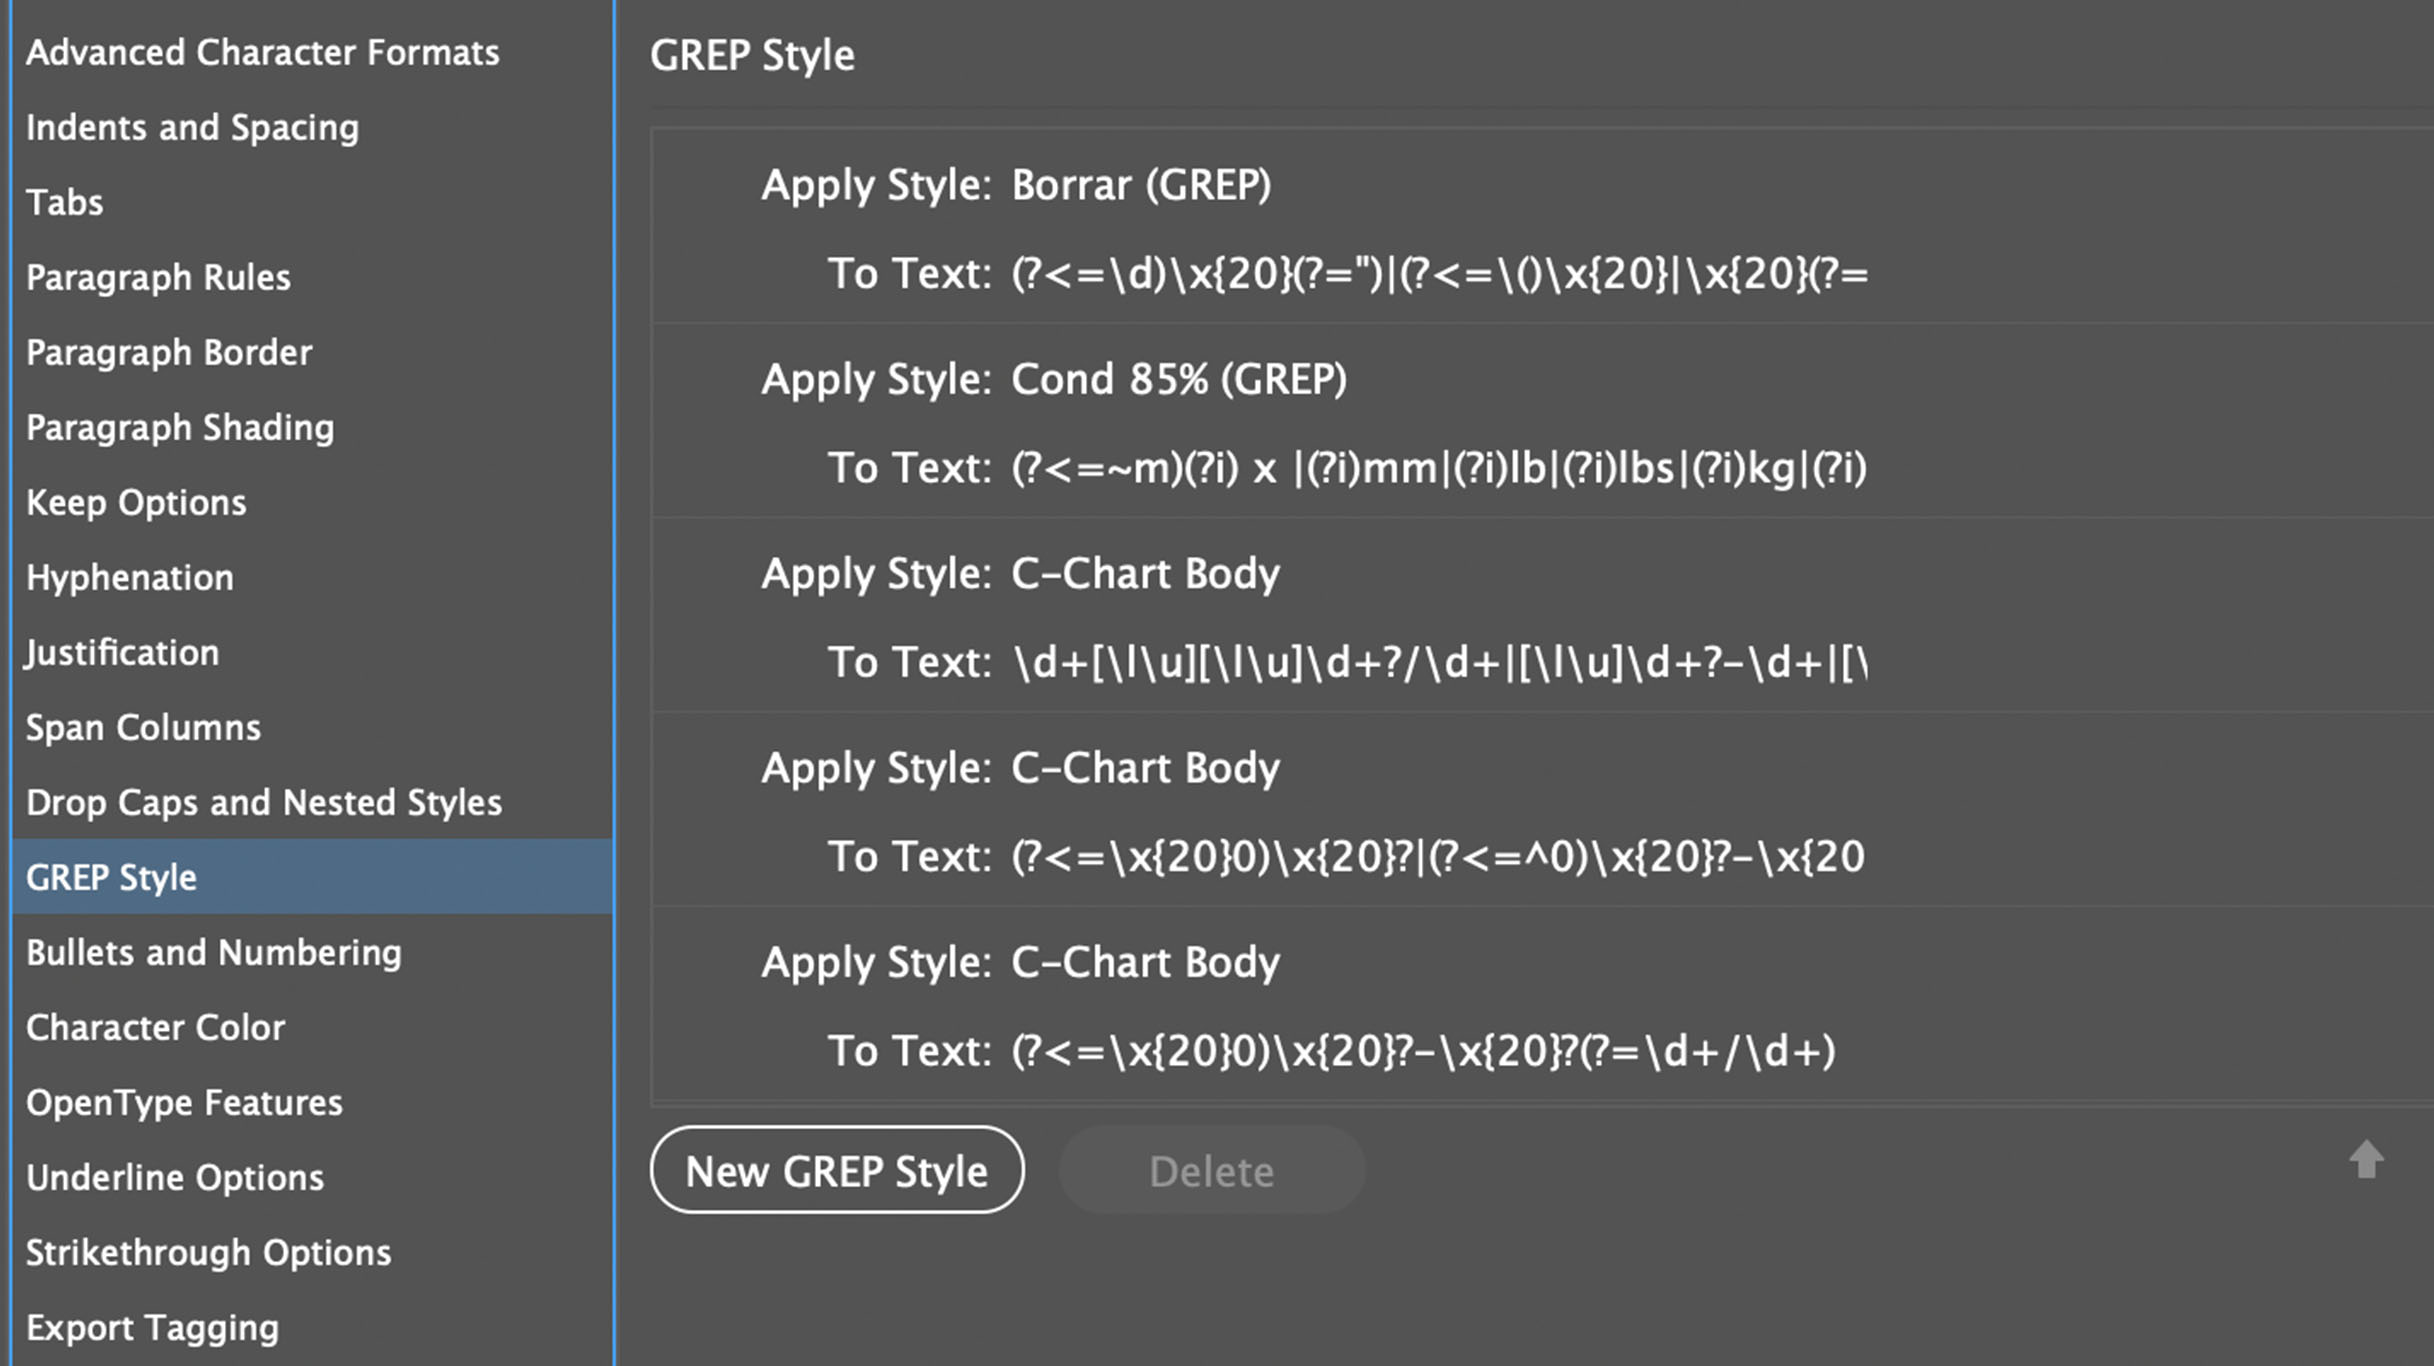 Advanced Character Formats
Indents and Spacing
Tabs
Paragraph Rules
Paragraph Border
Paragraph Shading
Keep Options
Hyphenation
Justification
Span Columns
Drop Caps and Nested Styles
GREP Style
Bullets and Numbering
Character Color
OpenType Features
Underline Options
Strikethrough Options
Export Tagging
GREP Style
Apply Style: Borrar (GREP)
To Text: (?<=\d)\x{20}(?=")|(?<=\()\x{20}|\x{20}(?=
Apply Style: Cond 85% (GREP)
To Text: (?<=~m)(?i) x |(?i)mm|(?i)lb|(?i)lbs|(?i)kg|(?i)
Apply Style: C-Chart Body
To Text: \d+[\l\u][\l\u]\d+?/\d+|[\l\u]\d+?-\d+|[\
Apply Style: C-Chart Body
To Text: (?<=\x{20}0)\x{20}?|(?<=^0)\x{20}?-\x{20
Apply Style: C-Chart Body
To Text: (?<=\x{20}0)\x{20}?-\x{20}?(?=\d+/\d+)
New GREP Style
Delete